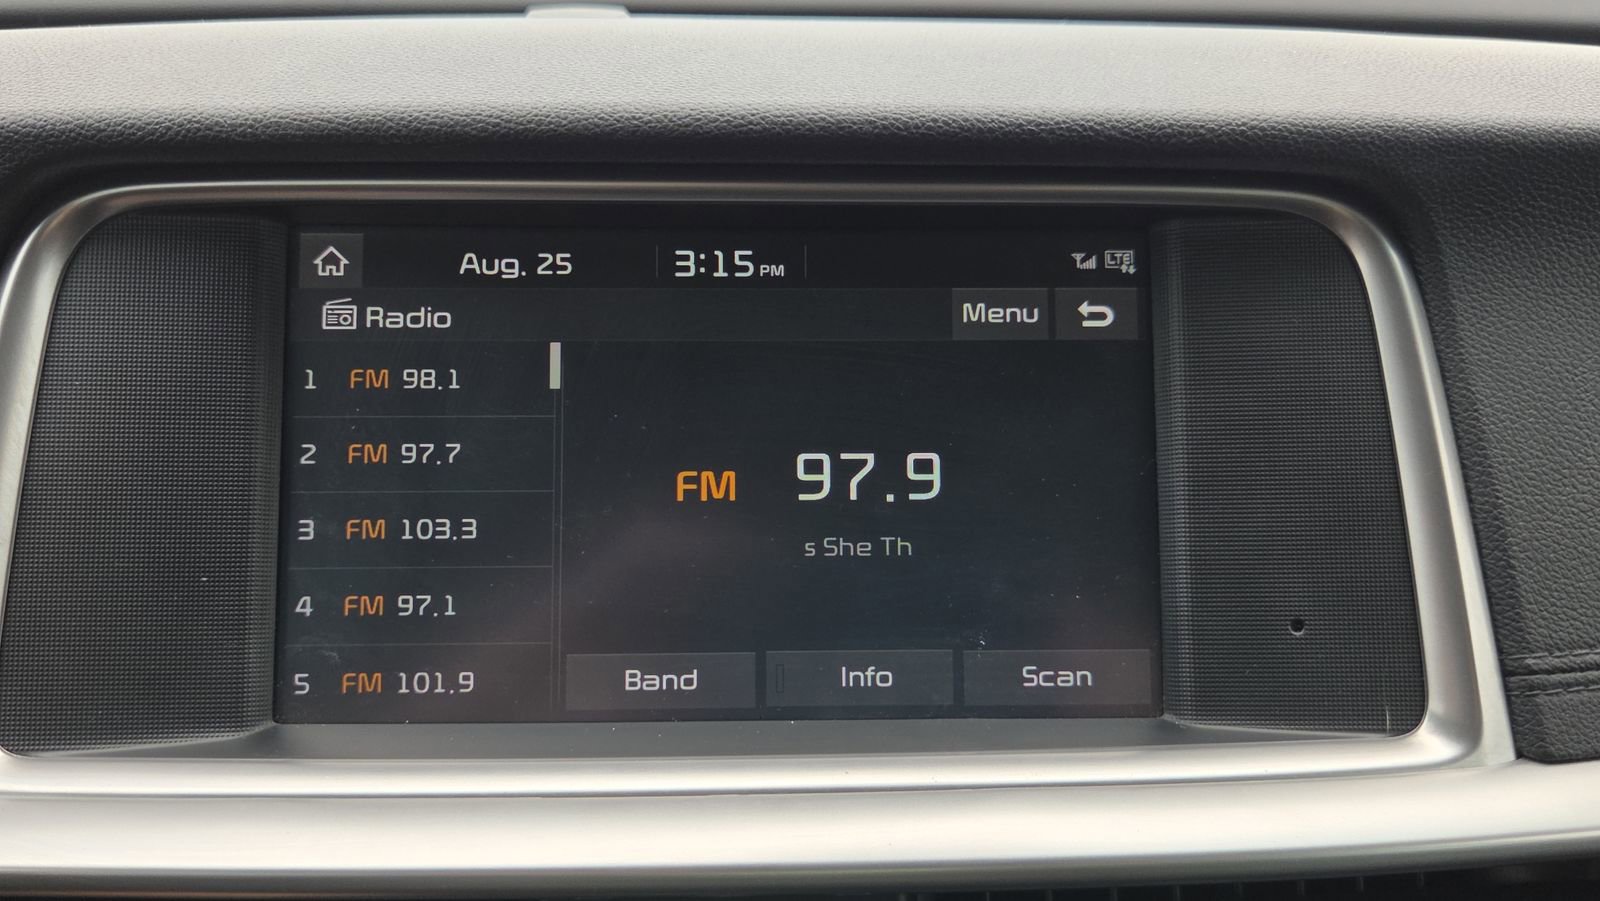 Aug. 25 3:15 PM LTE
Radio Menu
1 FM 98.1
2 FM 97.7
3 FM 103.3
4 FM 97.1
5 FM 101.9
FM 97.9
s She Th
Band Info Scan